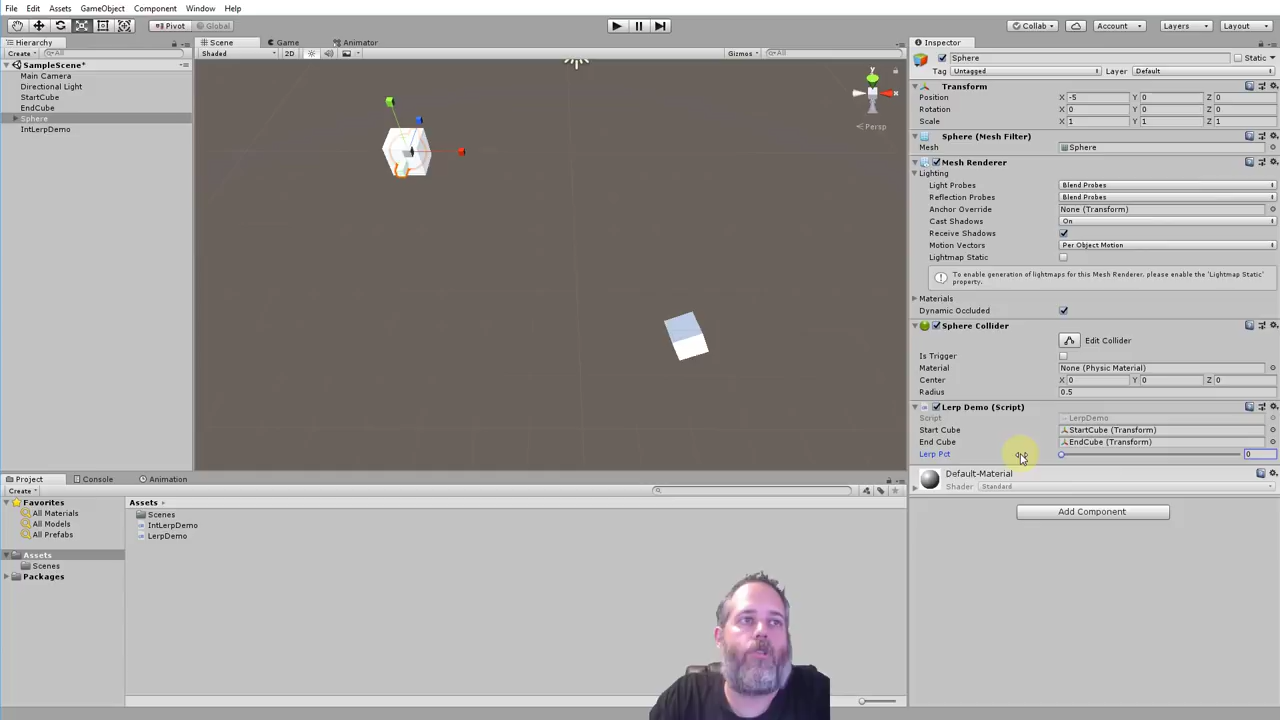 File Edit Assets GameObject Component Window Help
Pivot Global Collab Account Layers Layout
Hierarchy Scene Game Animator Inspector
Create All Shaded 2D Gizmos All
SampleScene*
Main Camera
Directional Light
StartCube
EndCube
Sphere
IntLerpDemo
y
x
Persp
Sphere Static
Tag Untagged Layer Default
Transform
Position X -5 Y 0 Z 0
Rotation X 0 Y 0 Z 0
Scale X 1 Y 1 Z 1
Sphere (Mesh Filter)
Mesh Sphere
Mesh Renderer
Lighting
Light Probes Blend Probes
Reflection Probes Blend Probes
Anchor Override None (Transform)
Cast Shadows On
Receive Shadows
Motion Vectors Per Object Motion
Lightmap Static
To enable generation of lightmaps for this Mesh Renderer, please enable the 'Lightmap Static'
property.
Materials
Dynamic Occluded
Sphere Collider
Edit Collider
Is Trigger
Material None (Physic Material)
Center X 0 Y 0 Z 0
Radius 0.5
Lerp Demo (Script)
Script LerpDemo
Start Cube StartCube (Transform)
End Cube EndCube (Transform)
Lerp Pct 0
Default-Material
Shader Standard
Add Component
Project Console Animation
Create
Favorites
All Materials
All Models
All Prefabs
Assets
Scenes
Packages
Assets
Scenes
IntLerpDemo
LerpDemo